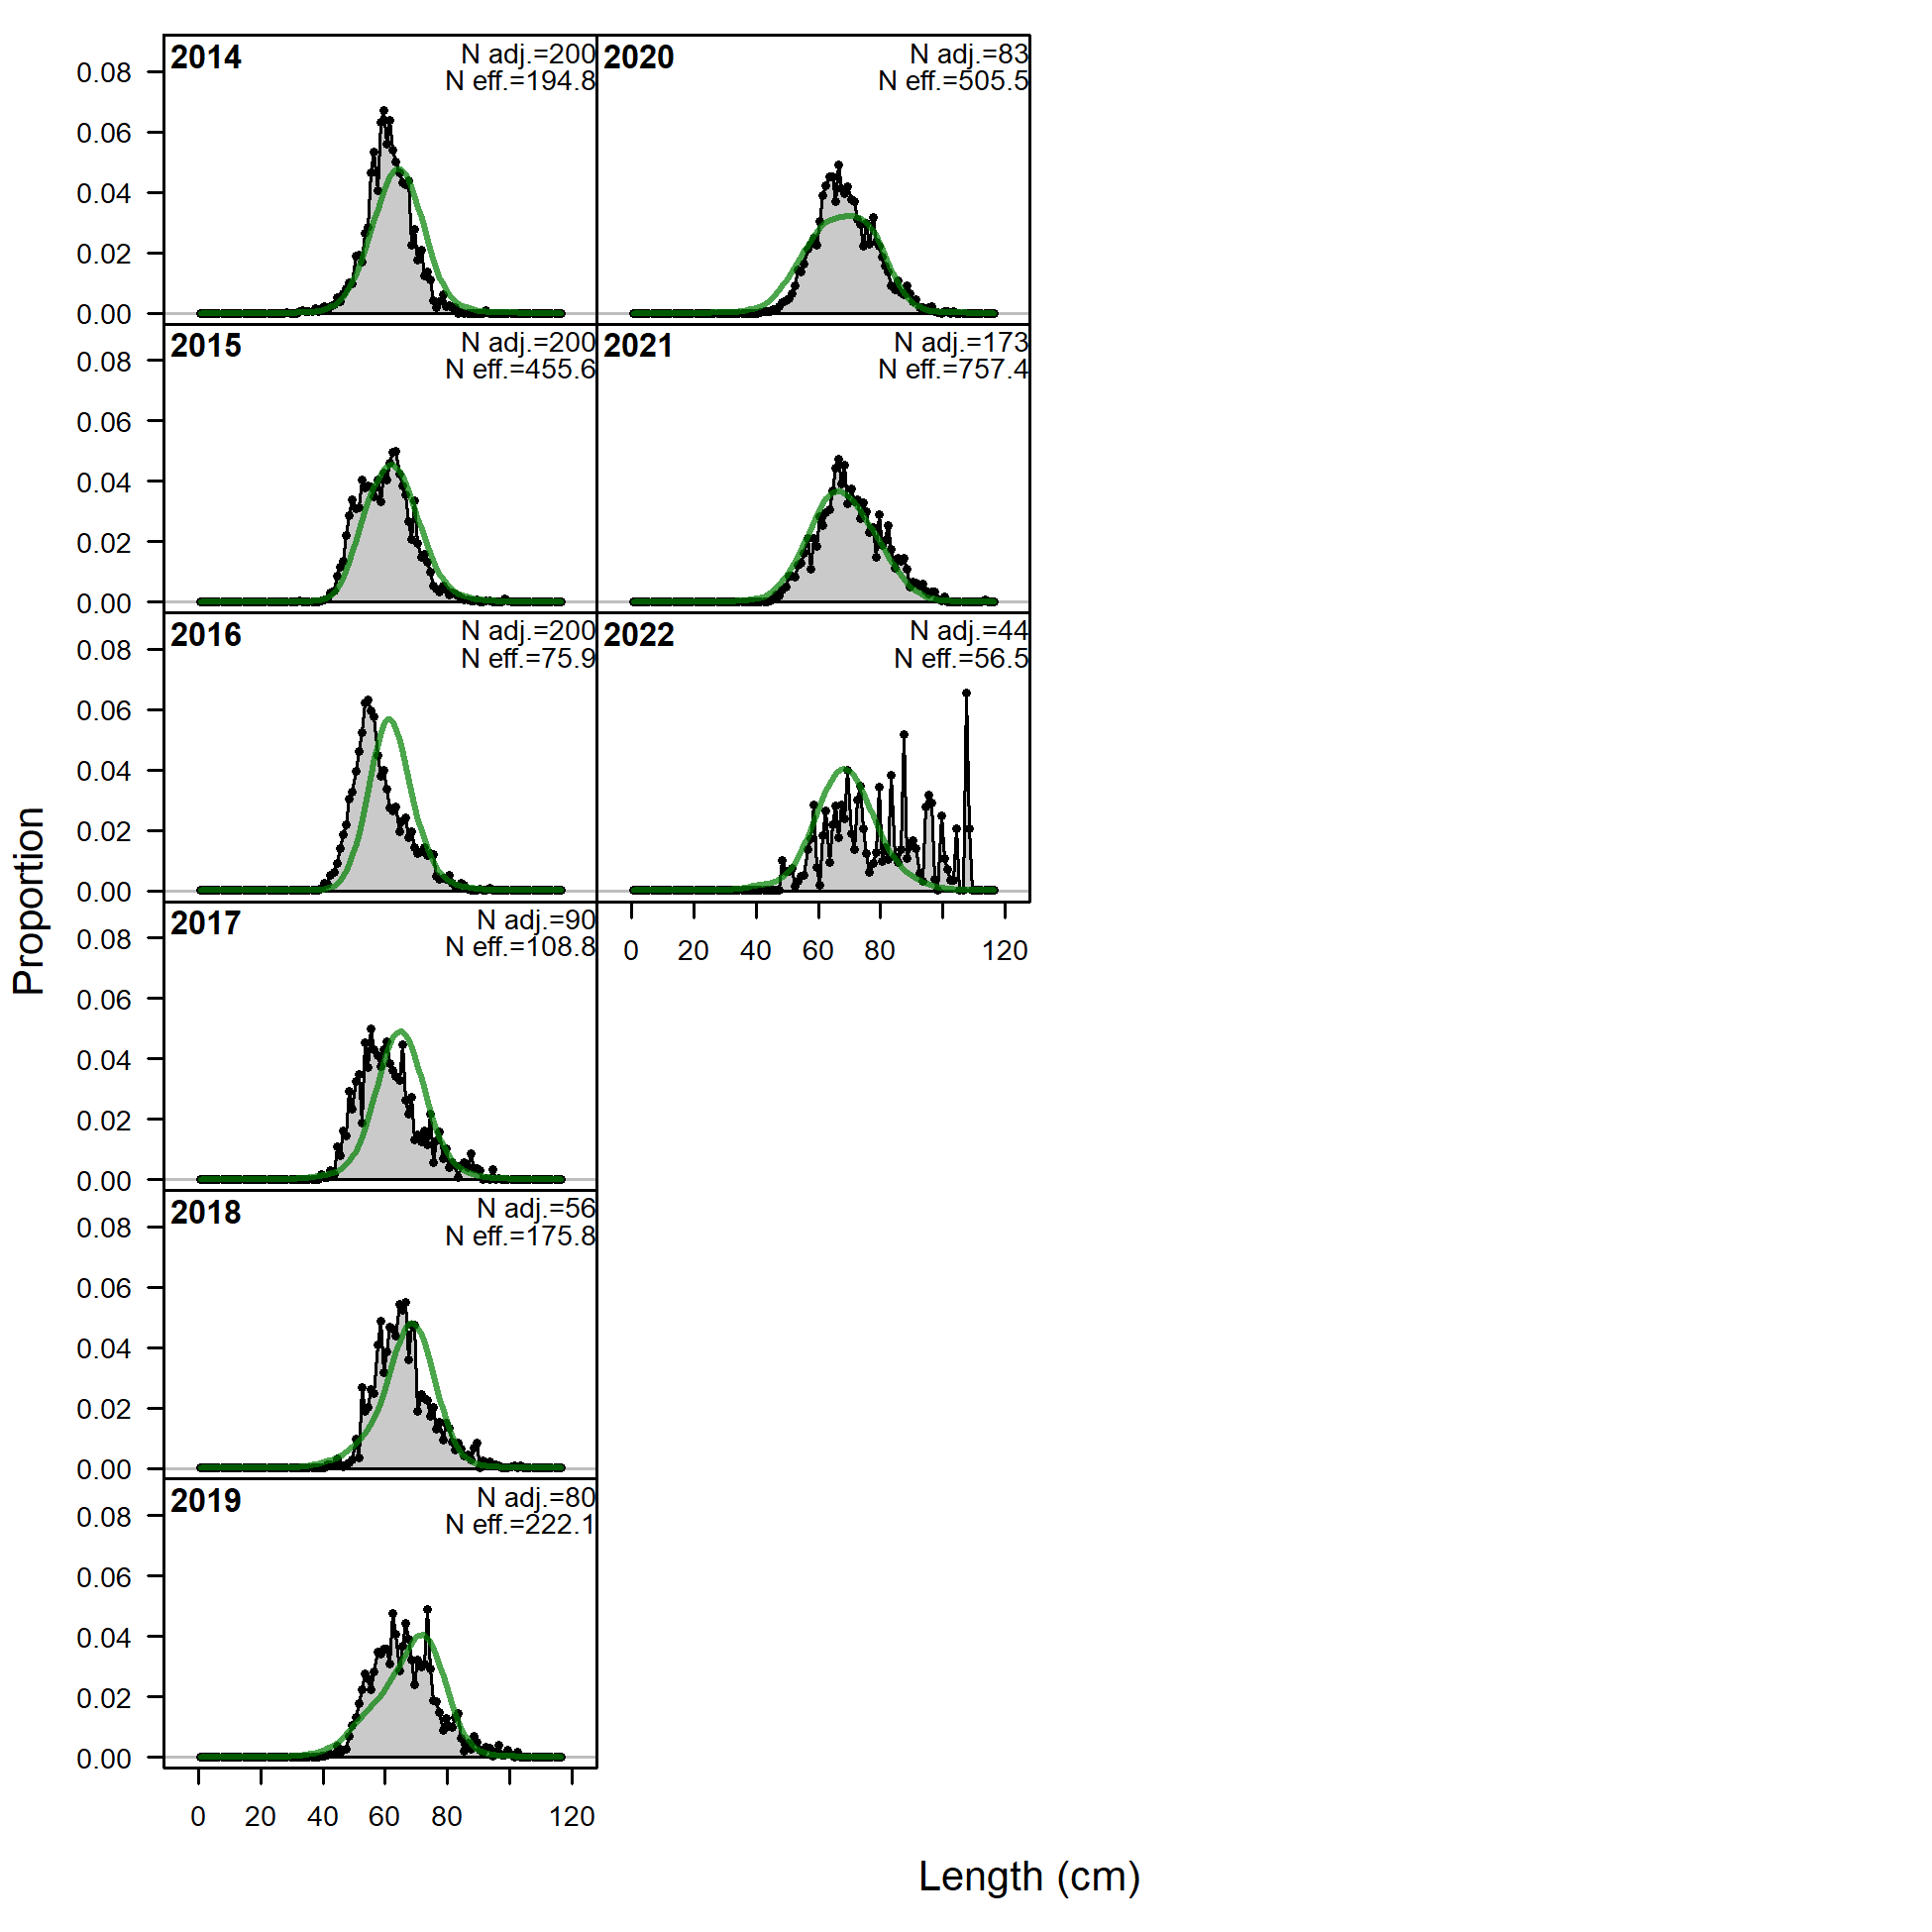 2014
N adj.=200
N eff.=194.8
0.08
0.06
0.04
0.02
0.00
2015
N adj.=200
N eff.=455.6
0.08
0.06
0.04
0.02
0.00
2016
N adj.=200
N eff.=75.9
0.08
0.06
0.04
0.02
0.00
2017
N adj.=90
N eff.=108.8
0.08
0.06
0.04
0.02
0.00
2018
N adj.=56
N eff.=175.8
0.08
0.06
0.04
0.02
0.00
2019
N adj.=80
N eff.=222.1
0.08
0.06
0.04
0.02
0.00
0 20 40 60 80 120
2020
N adj.=83
N eff.=505.5
2021
N adj.=173
N eff.=757.4
2022
N adj.=44
N eff.=56.5
0 20 40 60 80 120
Proportion
Length (cm)